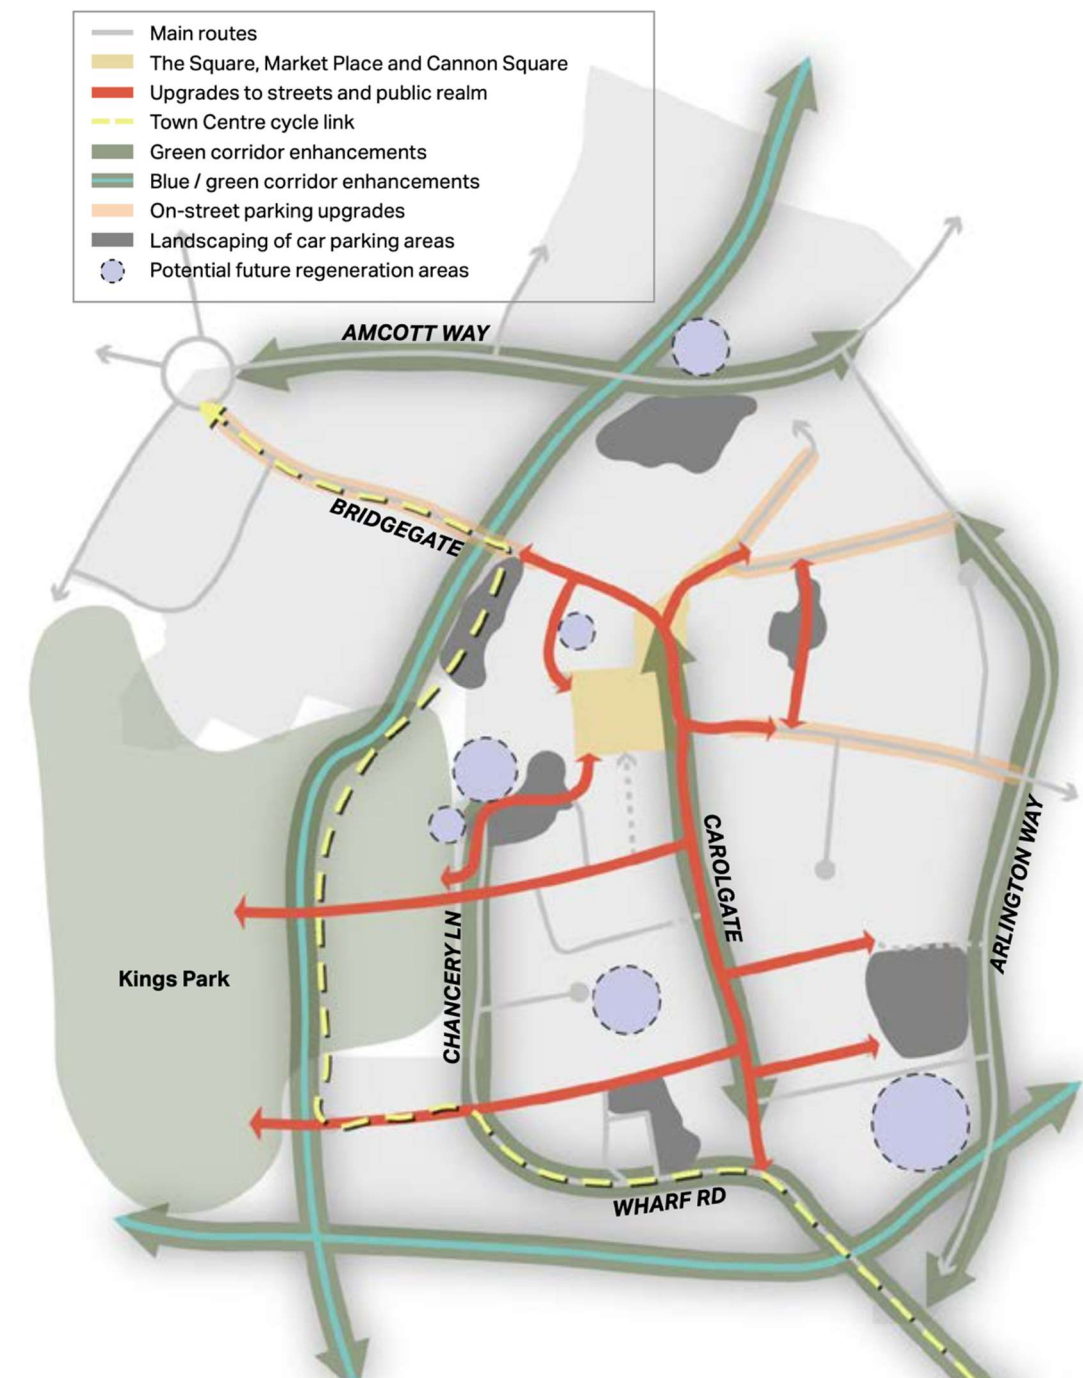 Main routes
The Square, Market Place and Cannon Square
Upgrades to streets and public realm
Town Centre cycle link
Green corridor enhancements
Blue / green corridor enhancements
On-street parking upgrades
Landscaping of car parking areas
Potential future regeneration areas
AMCOTT WAY
BRIDGEGATE
CAROLGATE
ARLINGTON WAY
CHANCERY LN
Kings Park
WHARF RD